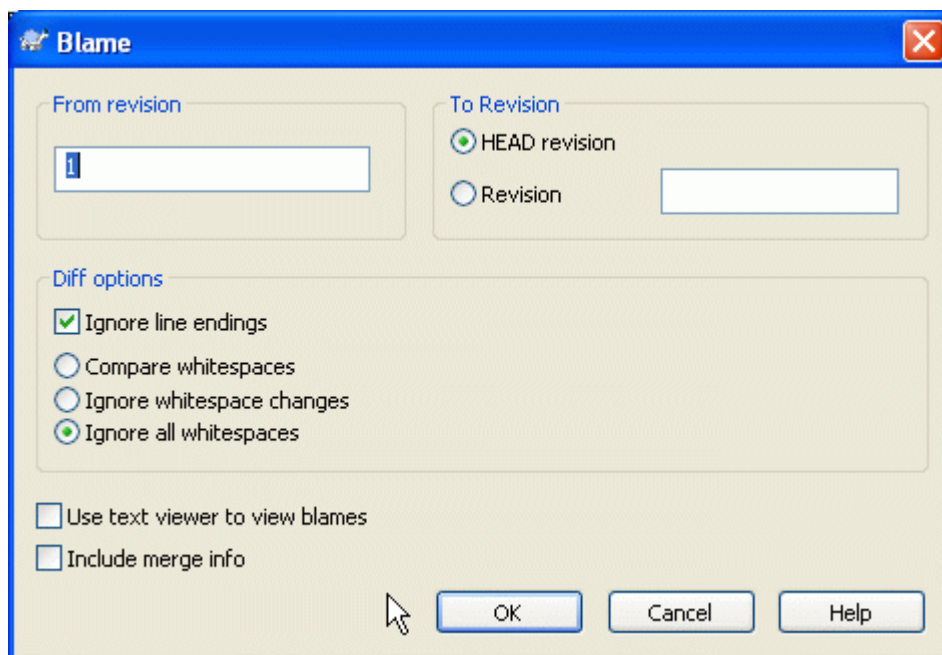 Blame
From revision
1
To Revision
HEAD revision
Revision
Diff options
Ignore line endings
Compare whitespaces
Ignore whitespace changes
Ignore all whitespaces
Use text viewer to view blames
Include merge info
OK Cancel Help